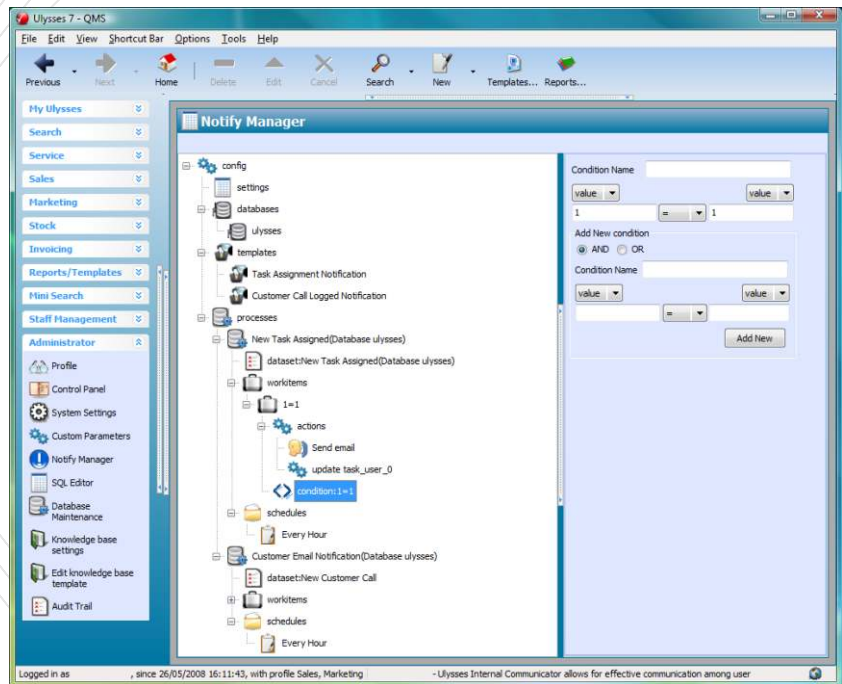 Ulysses 7 - QMS
File Edit View Shortcut Bar Options Tools Help
Previous Next Home Delete Edit Cancel Search New Templates... Reports...
My Ulysses
Search
Service
Sales
Marketing
Stock
Invoicing
Reports/Templates
Mini Search
Staff Management
Administrator
Profile
Control Panel
System Settings
Custom Parameters
Notify Manager
SQL Editor
Database
Maintenance
Knowledge base
settings
Edit knowledge base
template
Audit Trail
Notify Manager
config
settings
databases
ulysses
templates
Task Assignment Notification
Customer Call Logged Notification
processes
New Task Assigned(Database ulysses)
dataset:New Task Assigned(Database ulysses)
workitems
1=1
actions
Send email
update task_user_0
condition:1=1
schedules
Every Hour
Customer Email Notification(Database ulysses)
dataset:New Customer Call
workitems
schedules
Every Hour
Condition Name
value value
1 = 1
Add New condition
AND OR
Condition Name
value value
=
Add New
Logged in as , since 26/05/2008 16:11:43, with profile Sales, Marketing - Ulysses Internal Communicator allows for effective communication among user